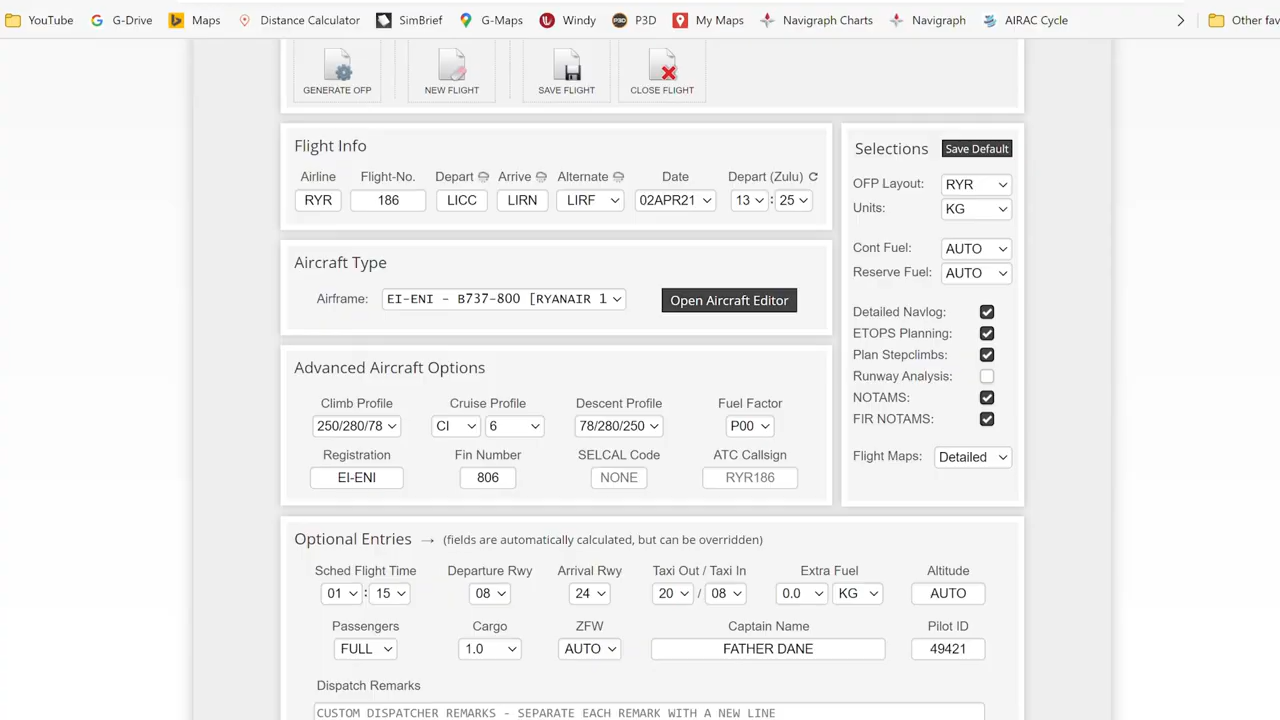 YouTube G-Drive Maps Distance Calculator SimBrief G-Maps Windy P3D My Maps Navigraph Charts Navigraph AIRAC Cycle Other fav
GENERATE OFP NEW FLIGHT SAVE FLIGHT CLOSE FLIGHT
Flight Info
Airline Flight-No. Depart Arrive Alternate Date Depart (Zulu)
RYR 186 LICC LIRN LIRF 02APR21 13 : 25
Aircraft Type
Airframe: EI-ENI - B737-800 [RYANAIR 1 Open Aircraft Editor
Advanced Aircraft Options
Climb Profile Cruise Profile Descent Profile Fuel Factor
250/280/78 CI 6 78/280/250 P00
Registration Fin Number SELCAL Code ATC Callsign
EI-ENI 806 NONE RYR186
Selections Save Default
OFP Layout: RYR
Units: KG
Cont Fuel: AUTO
Reserve Fuel: AUTO
Detailed Navlog:
ETOPS Planning:
Plan Stepclimbs:
Runway Analysis:
NOTAMS:
FIR NOTAMS:
Flight Maps: Detailed
Optional Entries → (fields are automatically calculated, but can be overridden)
Sched Flight Time Departure Rwy Arrival Rwy Taxi Out / Taxi In Extra Fuel Altitude
01 : 15 08 24 20 / 08 0.0 KG AUTO
Passengers Cargo ZFW Captain Name Pilot ID
FULL 1.0 AUTO FATHER DANE 49421
Dispatch Remarks
CUSTOM DISPATCHER REMARKS - SEPARATE EACH REMARK WITH A NEW LINE